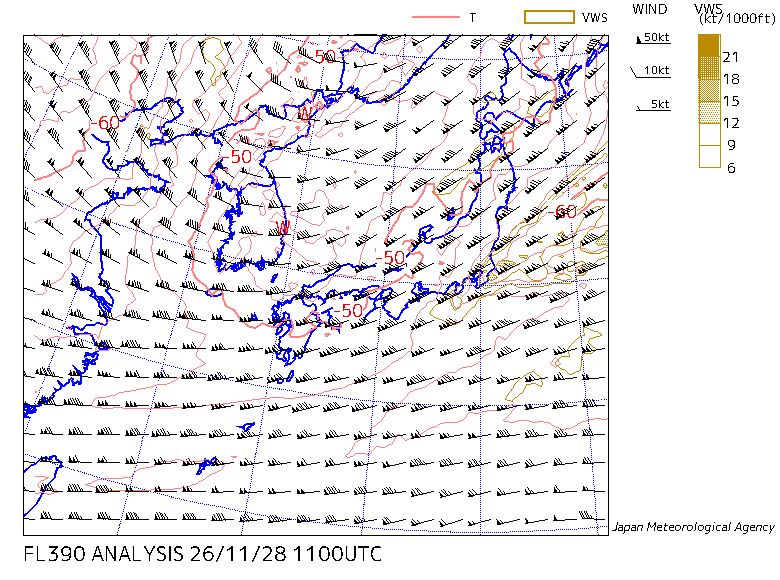 T
VWS
WIND
50kt
10kt
5kt
VWS
(kt/1000ft)
21
18
15
12
9
6
-50
W
-60
-50
-60
W
-50
-50
Japan Meteorological Agency
FL390 ANALYSIS 26/11/28 1100UTC